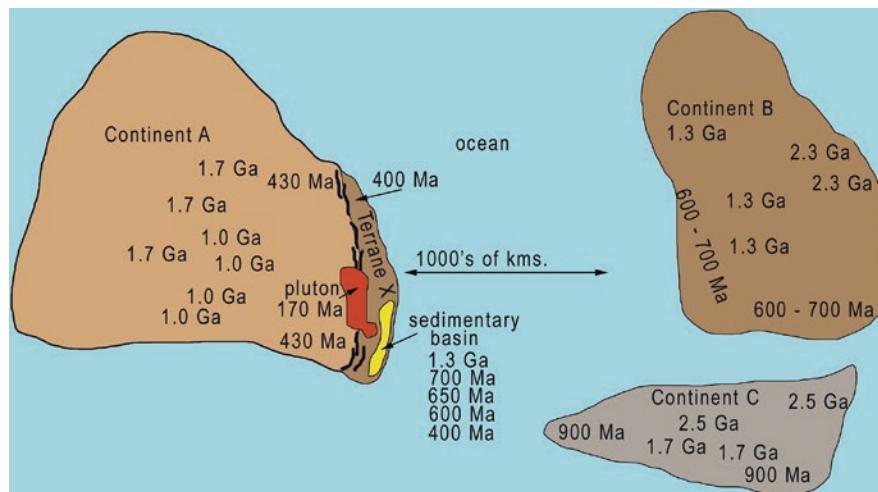 Continent A
1.7 Ga
430 Ma
400 Ma
1.7 Ga
1.0 Ga
1.7 Ga
1.0 Ga
1.0 Ga
1.0 Ga
Terrane X
pluton
170 Ma
430 Ma
ocean
1000's of kms.
sedimentary
basin
1.3 Ga
700 Ma
650 Ma
600 Ma
400 Ma
Continent B
1.3 Ga
2.3 Ga
2.3 Ga
1.3 Ga
600 - 700 Ma
1.3 Ga
600 - 700 Ma
Continent C
2.5 Ga
2.5 Ga
900 Ma
1.7 Ga
1.7 Ga
900 Ma